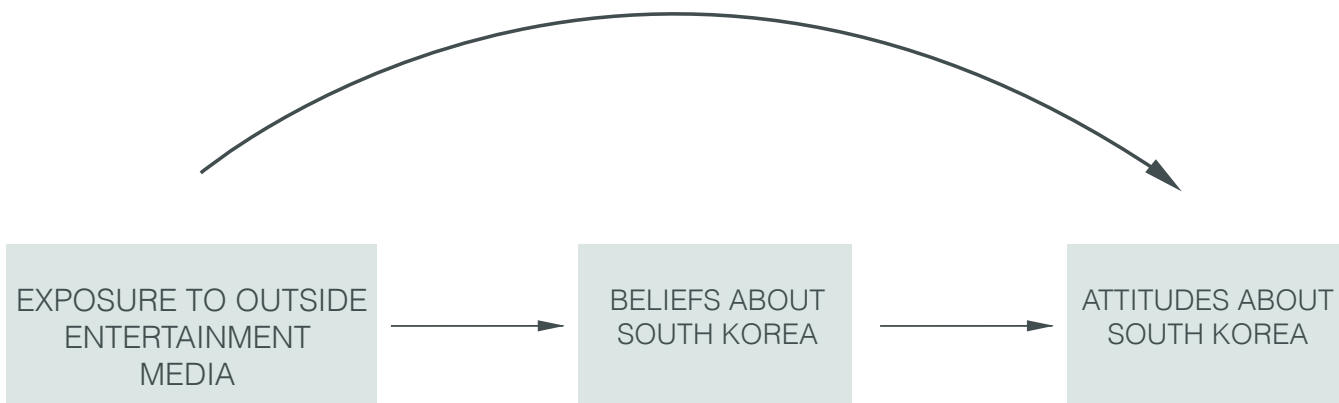 EXPOSURE TO OUTSIDE
ENTERTAINMENT
MEDIA
BELIEFS ABOUT
SOUTH KOREA
ATTITUDES ABOUT
SOUTH KOREA